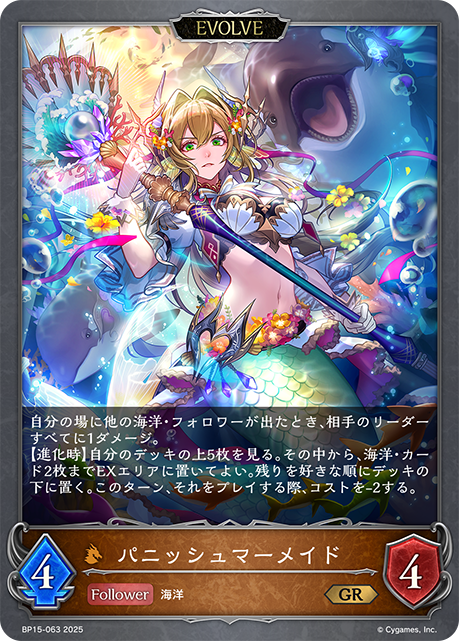 EVOLVE
自分の場に他の海洋・フォロワーが出たとき、相手のリーダー
すべてに1ダメージ。
【進化時】自分のデッキの上5枚を見る。その中から、海洋・カー
ド2枚までEXエリアに置いてよい。残りを好きな順にデッキの
下に置く。このターン、それをプレイする際、コストを-2する。
パニッシュマーメイド
4
Follower
海洋
GR
4
BP15-063 2025
© Cygames, Inc.